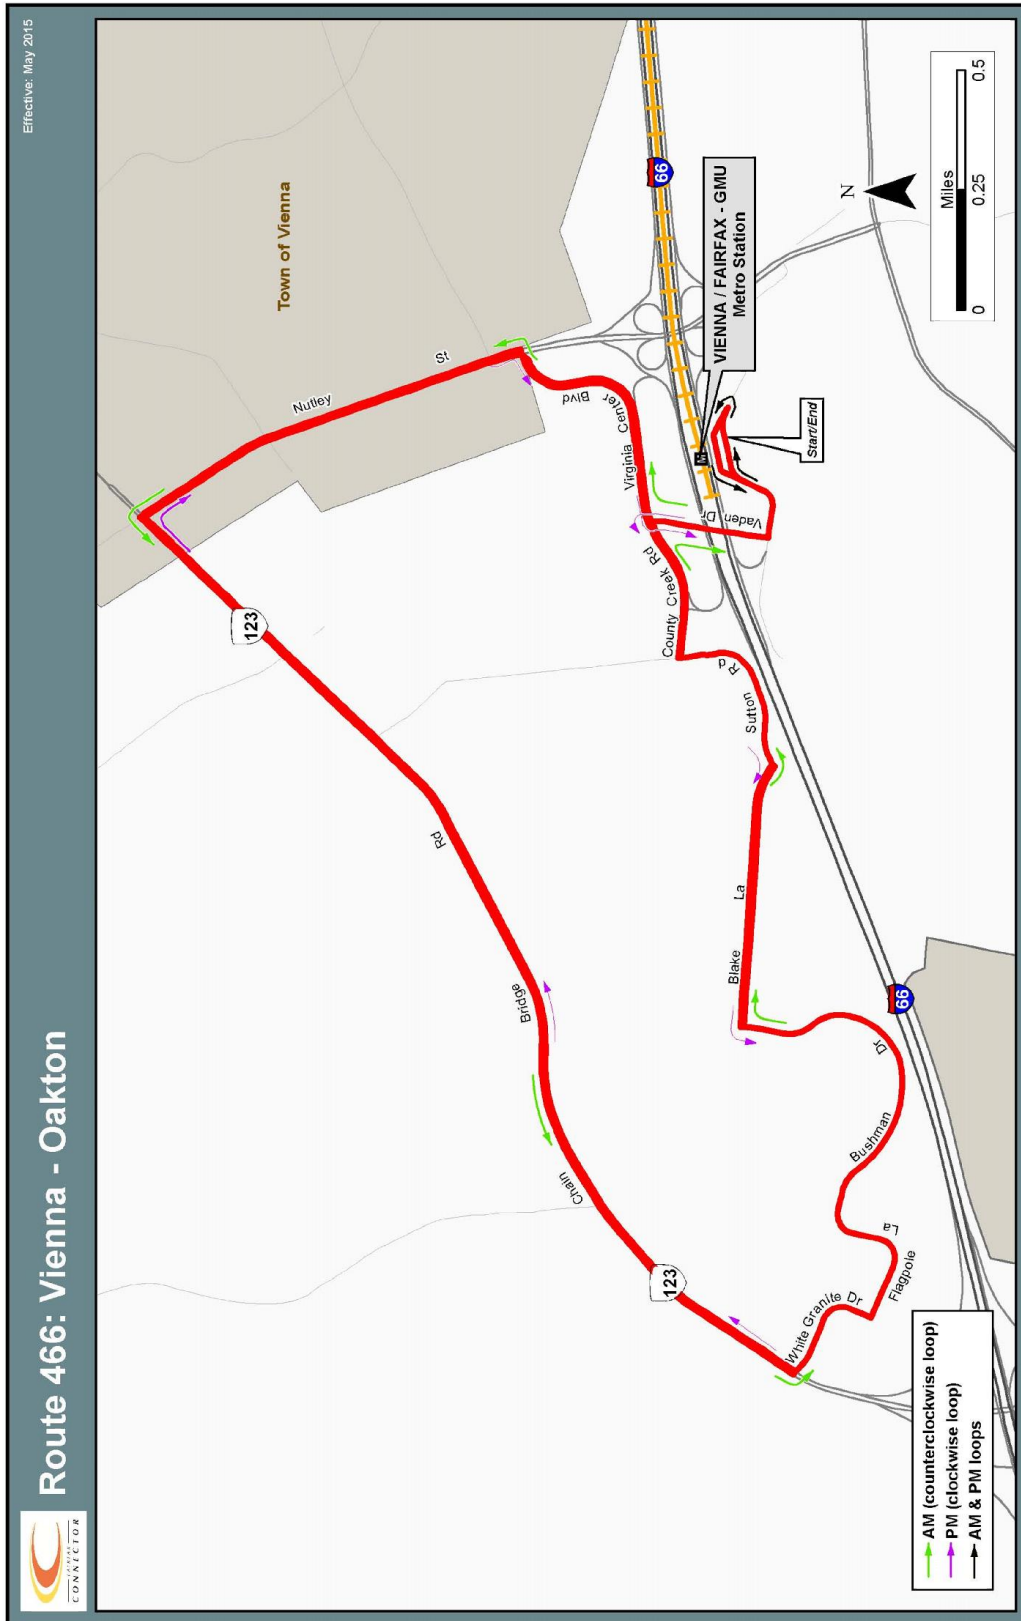 Route 466: Vienna - Oakton
Effective: May 2015
CONNECTOR
Town of Vienna
Nutley
St
123
Rd
Bridge
Chain
123
White Granite Dr
Flagpole
La
Bushman
Dr
Blake
La
Sutton
Rd
County Creek Rd
Virginia
Center
Blvd
Vaden Dr
66
66
M
VIENNA / FAIRFAX - GMU
Metro Station
Start/End
N
Miles
0
0.25
0.5
AM (counterclockwise loop)
PM (clockwise loop)
AM & PM loops